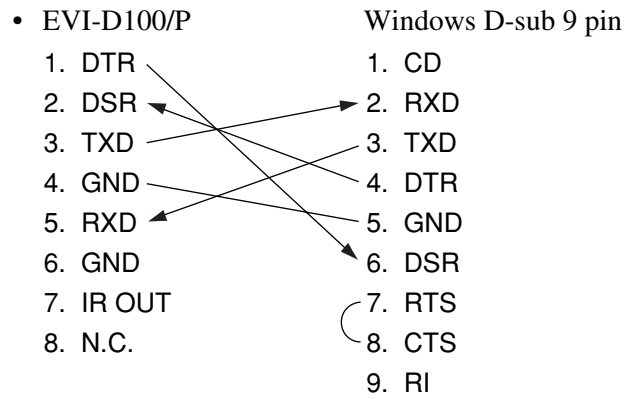 • EVI-D100/P Windows D-sub 9 pin
1. DTR 1. CD
2. DSR 2. RXD
3. TXD 3. TXD
4. GND 4. DTR
5. RXD 5. GND
6. GND 6. DSR
7. IR OUT 7. RTS
8. N.C. 8. CTS
9. RI